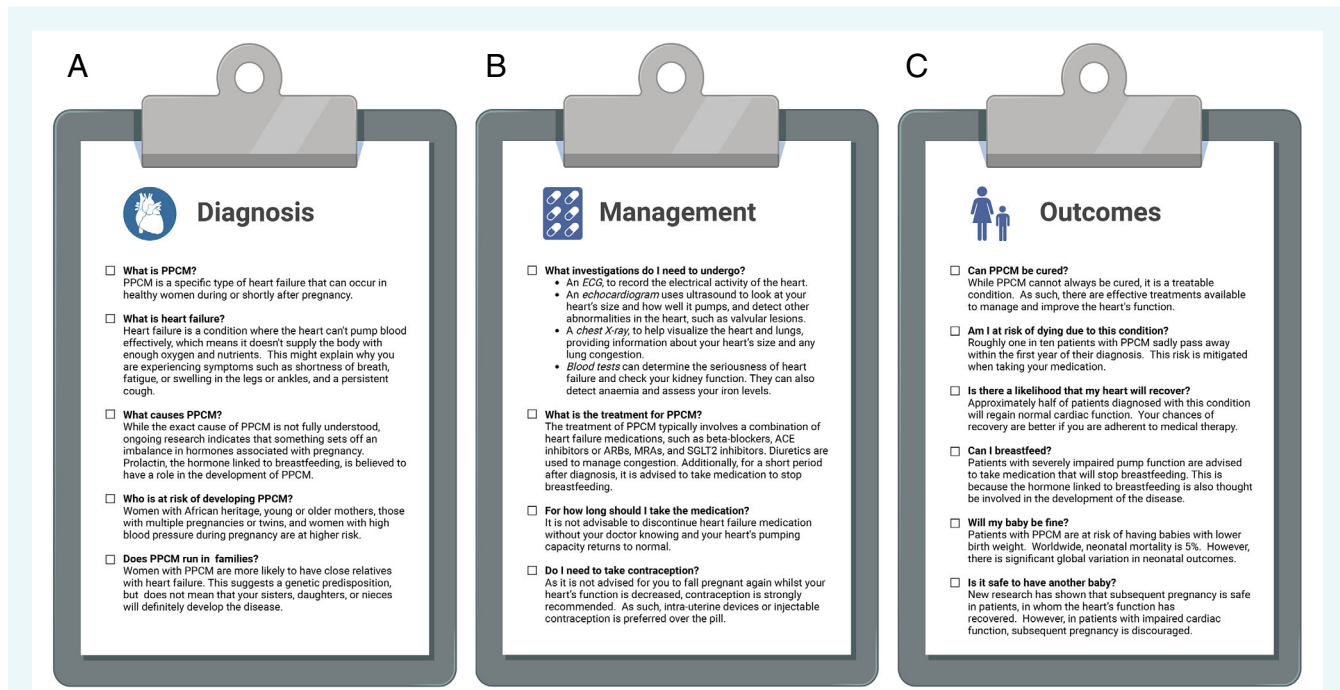 A
Diagnosis
What is PPCM?
PPCM is a specific type of heart failure that can occur in
healthy women during or shortly after pregnancy.
What is heart failure?
Heart failure is a condition where the heart can't pump blood
effectively, which means it doesn't supply the body with
enough oxygen and nutrients. This might explain why you
are experiencing symptoms such as shortness of breath,
fatigue, or swelling in the legs or ankles, and a persistent
cough.
What causes PPCM?
While the exact cause of PPCM is not fully understood,
ongoing research indicates that something sets off an
imbalance in hormones associated with pregnancy.
Prolactin, the hormone linked to breastfeeding, is believed to
have a role in the development of PPCM.
Who is at risk of developing PPCM?
Women with African heritage, young or older mothers, those
with multiple pregnancies or twins, and women with high
blood pressure during pregnancy are at higher risk.
Does PPCM run in families?
Women with PPCM are more likely to have close relatives
with heart failure. This suggests a genetic predisposition,
but does not mean that your sisters, daughters, or nieces
will definitely develop the disease.
B
Management
What investigations do I need to undergo?
• An ECG, to record the electrical activity of the heart.
• An echocardiogram uses ultrasound to look at your
heart's size and how well it pumps, and detect other
abnormalities in the heart, such as valvular lesions.
• A chest X-ray, to help visualize the heart and lungs,
providing information about your heart's size and any
lung congestion.
• Blood tests can determine the seriousness of heart
failure and check your kidney function. They can also
detect anaemia and assess your iron levels.
What is the treatment for PPCM?
The treatment of PPCM typically involves a combination of
heart failure medications, such as beta-blockers, ACE
inhibitors or ARBs, MRAs, and SGLT2 inhibitors. Diuretics are
used to manage congestion. Additionally, for a short period
after diagnosis, it is advised to take medication to stop
breastfeeding.
For how long should I take the medication?
It is not advisable to discontinue heart failure medication
without your doctor knowing and your heart's pumping
capacity returns to normal.
Do I need to take contraception?
As it is not advised for you to fall pregnant again whilst your
heart's function is decreased, contraception is strongly
recommended. As such, intra-uterine devices or injectable
contraception is preferred over the pill.
C
Outcomes
Can PPCM be cured?
While PPCM cannot always be cured, it is a treatable
condition. As such, there are effective treatments available
to manage and improve the heart's function.
Am I at risk of dying due to this condition?
Roughly one in ten patients with PPCM sadly pass away
within the first year of their diagnosis. This risk is mitigated
when taking your medication.
Is there a likelihood that my heart will recover?
Approximately half of patients diagnosed with this condition
will regain normal cardiac function. Your chances of
recovery are better if you are adherent to medical therapy.
Can I breastfeed?
Patients with severely impaired pump function are advised
to take medication that will stop breastfeeding. This is
because the hormone linked to breastfeeding is also thought
be involved in the development of the disease.
Will my baby be fine?
Patients with PPCM are at risk of having babies with lower
birth weight. Worldwide, neonatal mortality is 5%. However,
there is significant global variation in neonatal outcomes.
Is it safe to have another baby?
New research has shown that subsequent pregnancy is safe
in patients, in whom the heart's function has
recovered. However, in patients with impaired cardiac
function, subsequent pregnancy is discouraged.